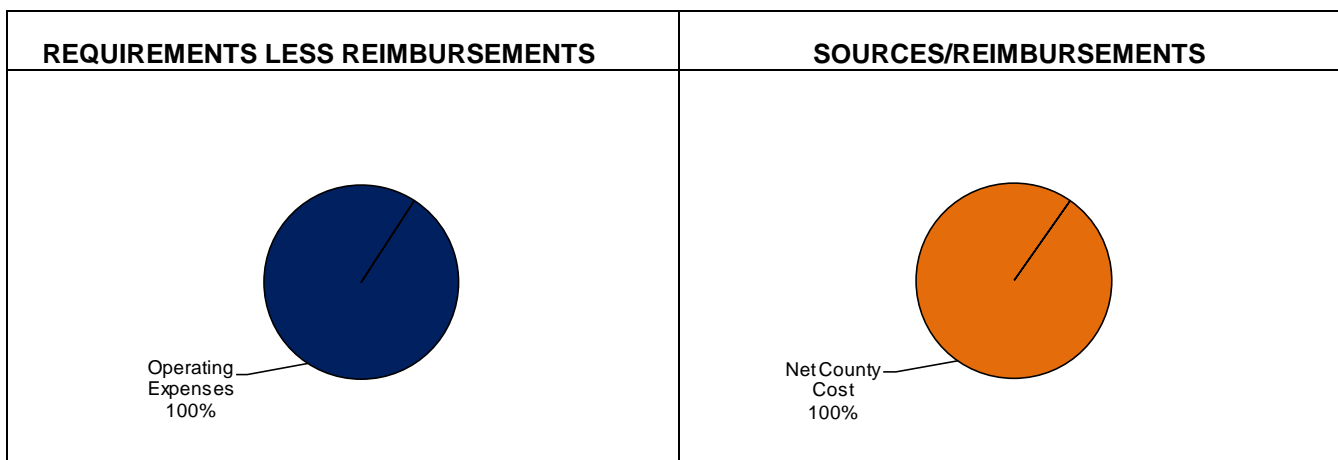 REQUIREMENTS LESS REIMBURSEMENTS
SOURCES/REIMBURSEMENTS
Operating
Expenses
100%
Net County
Cost
100%